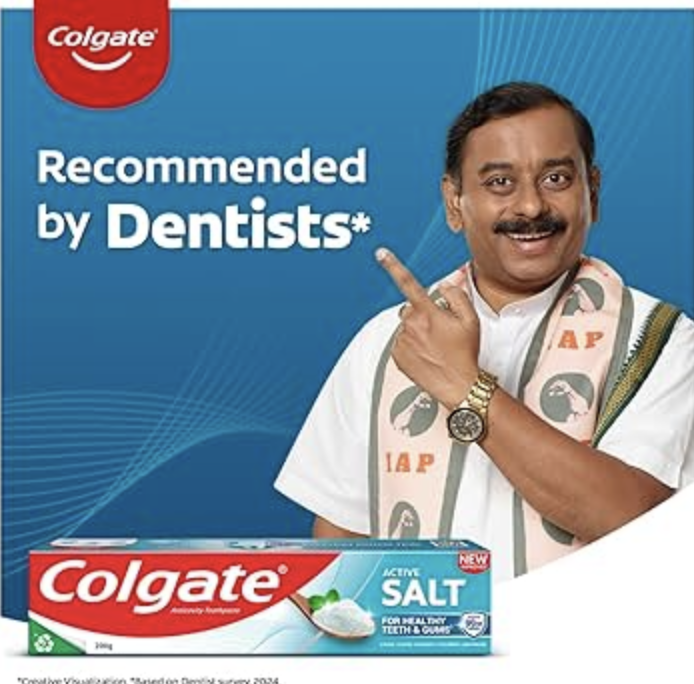 Colgate
Recommended
by Dentists*
IAP
IAP
Colgate®
Anticavity Toothpaste
ACTIVE
SALT
NEW
FOR HEALTHY
TEETH & GUMS
200g
*Creative Visualization. *Based on Dentist survey 2024